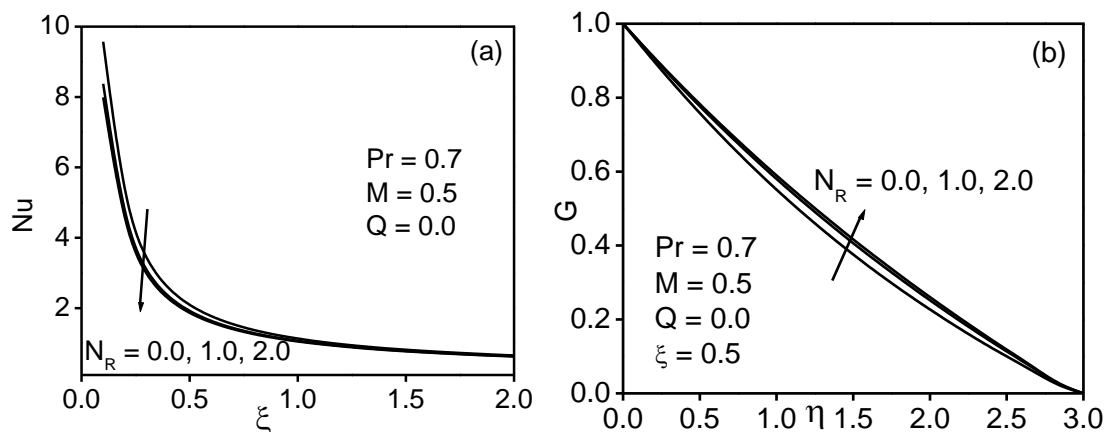 10
8
6
4
2
Nu
(a)
Pr = 0.7
M = 0.5
Q = 0.0
N_R = 0.0, 1.0, 2.0
0.0 0.5 1.0 1.5 2.0
ξ
1.0
0.8
0.6
0.4
0.2
0.0
G
(b)
N_R = 0.0, 1.0, 2.0
Pr = 0.7
M = 0.5
Q = 0.0
ξ = 0.5
0.0 0.5 1.0 1.5 2.0 2.5 3.0
η